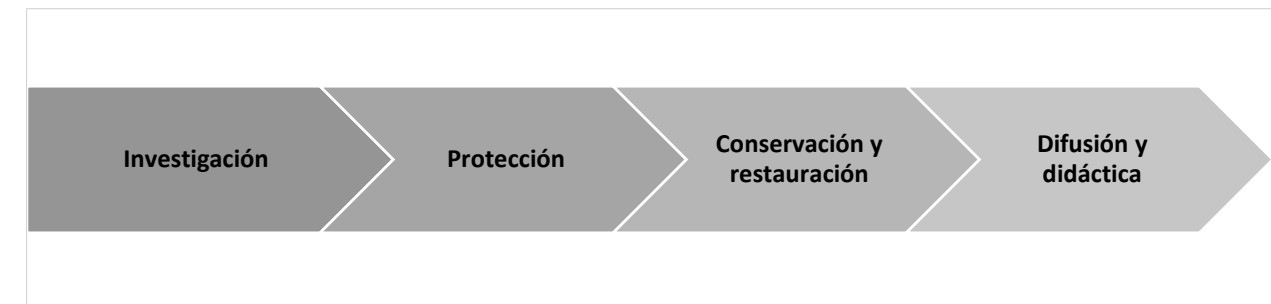 Investigación
Protección
Conservación y
restauración
Difusión y
didáctica